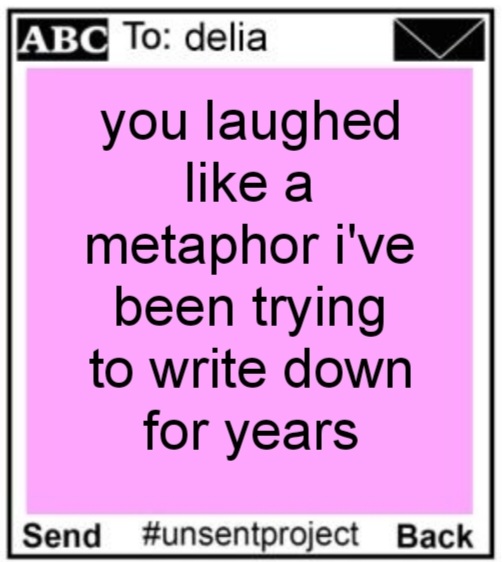 ABC To: delia
you laughed
like a
metaphor i've
been trying
to write down
for years
Send #unsentproject Back